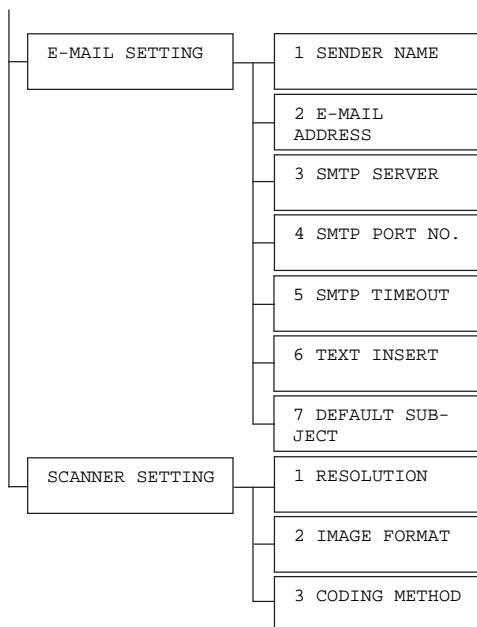 E-MAIL SETTING
1 SENDER NAME
2 E-MAIL
ADDRESS
3 SMTP SERVER
4 SMTP PORT NO.
5 SMTP TIMEOUT
6 TEXT INSERT
7 DEFAULT SUB-
JECT
SCANNER SETTING
1 RESOLUTION
2 IMAGE FORMAT
3 CODING METHOD